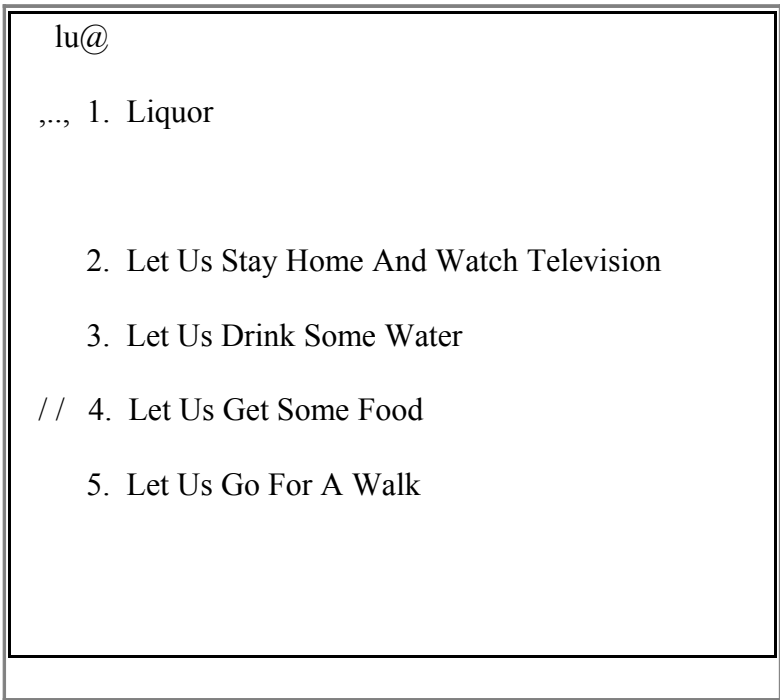 lu@
,.., 1. Liquor
2. Let Us Stay Home And Watch Television
3. Let Us Drink Some Water
/ / 4. Let Us Get Some Food
5. Let Us Go For A Walk